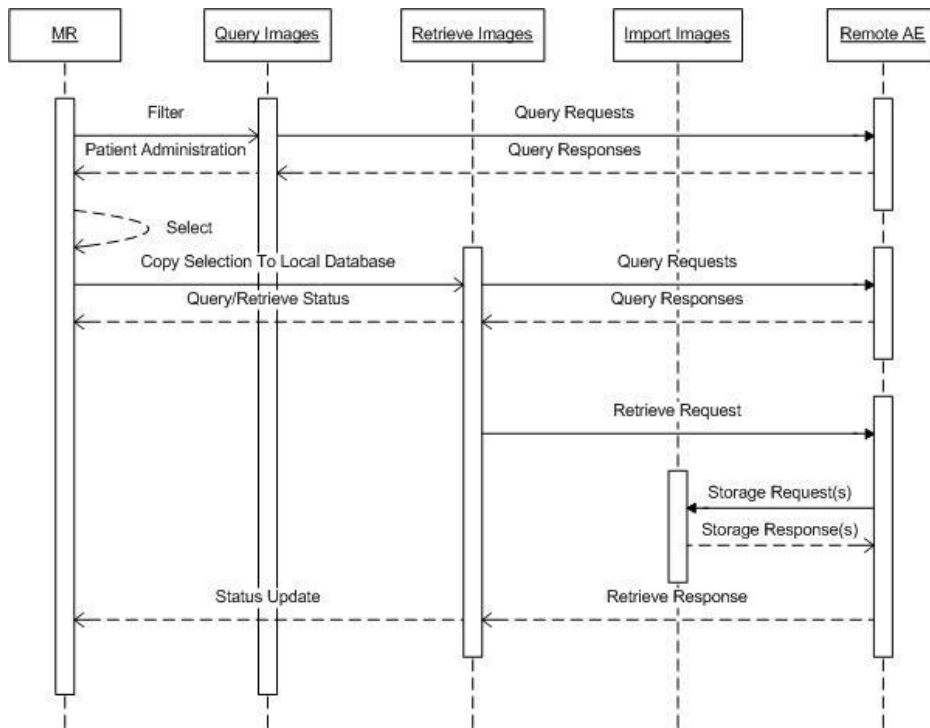 MR
Query Images
Retrieve Images
Import Images
Remote AE
Filter
Query Requests
Patient Administration
Query Responses
Select
Copy Selection To Local Database
Query Requests
Query/Retrieve Status
Query Responses
Retrieve Request
Storage Request(s)
Storage Response(s)
Status Update
Retrieve Response